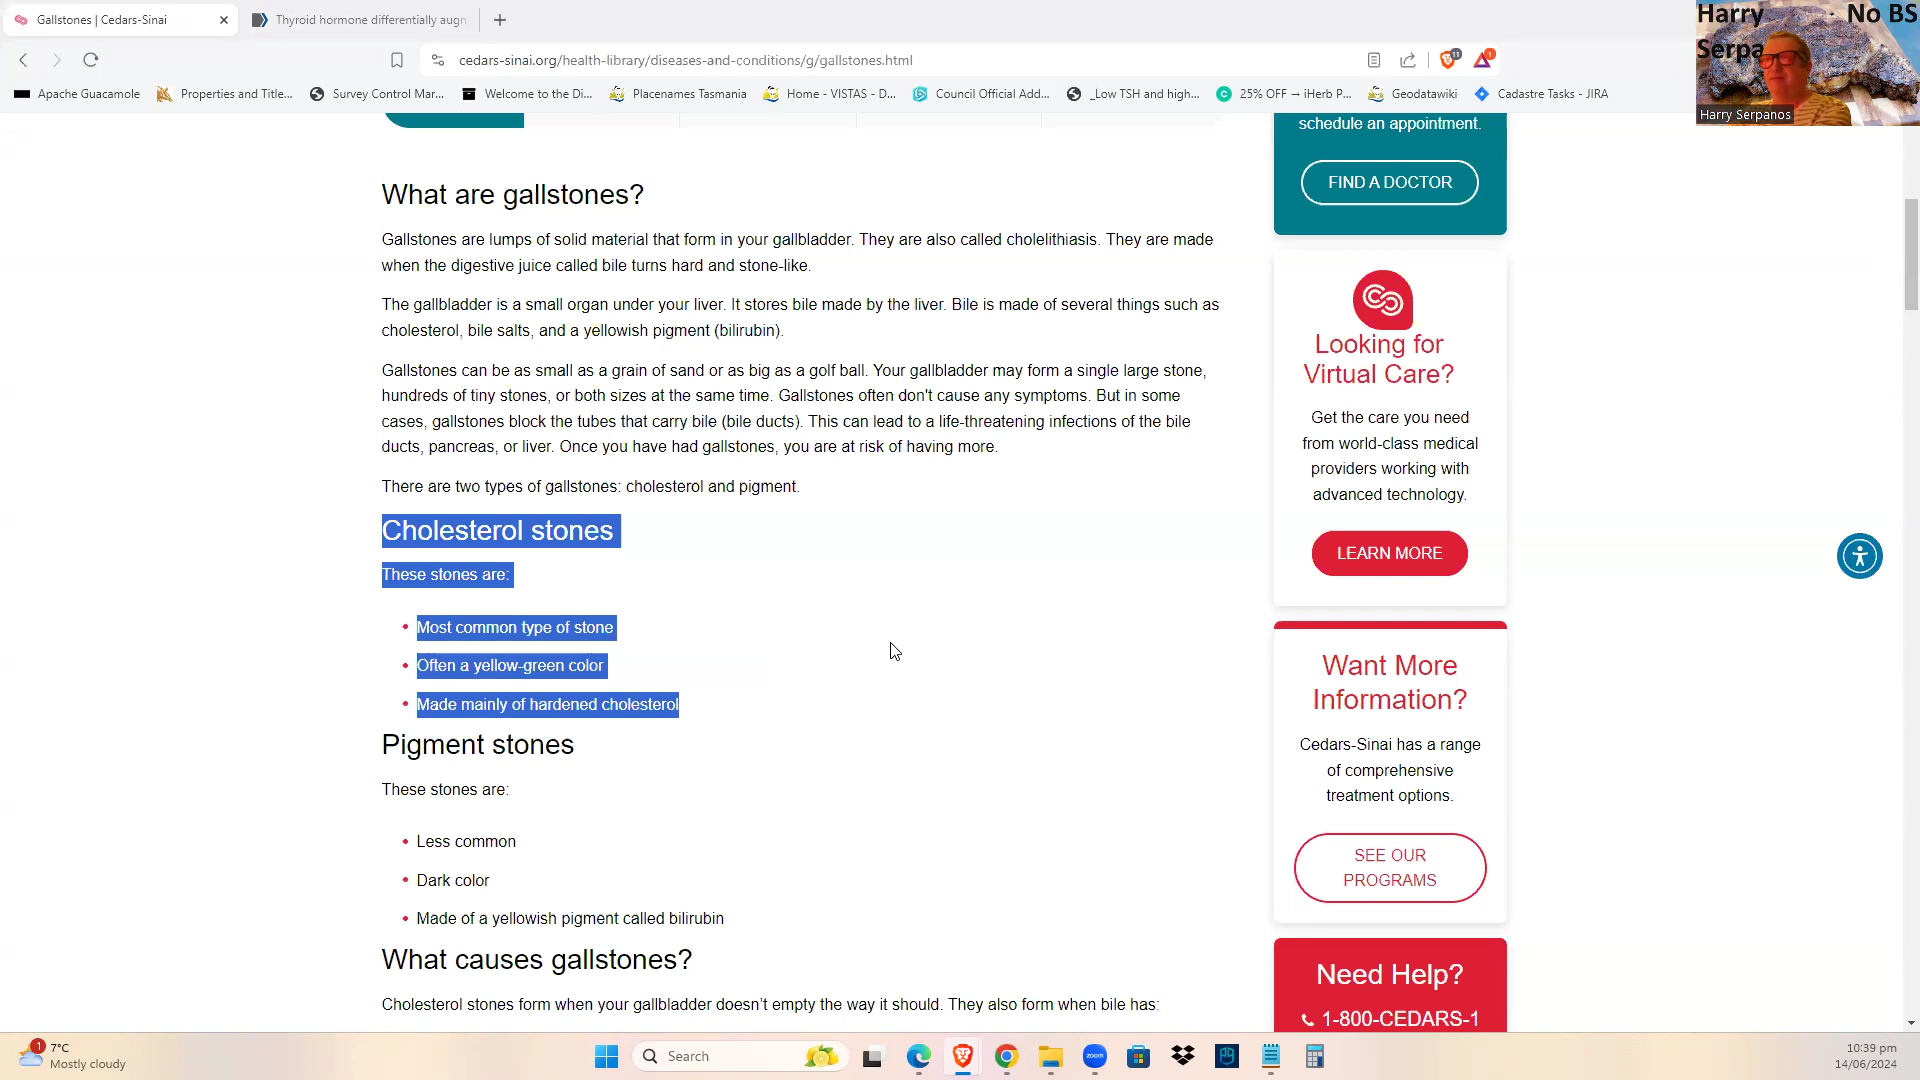 Gallstones | Cedars-Sinai
Thyroid hormone differentially augn
cedars-sinai.org/health-library/diseases-and-conditions/g/gallstones.html
11
1
Apache Guacamole
Properties and Title...
Survey Control Mar...
Welcome to the Di...
Placenames Tasmania
Home - VISTAS - D...
Council Official Add...
_Low TSH and high...
25% OFF → iHerb P...
Geodatawiki
Cadastre Tasks - JIRA
Harry
Serpa
No BS
Harry Serpanos
What are gallstones?
Gallstones are lumps of solid material that form in your gallbladder. They are also called cholelithiasis. They are made
when the digestive juice called bile turns hard and stone-like.
The gallbladder is a small organ under your liver. It stores bile made by the liver. Bile is made of several things such as
cholesterol, bile salts, and a yellowish pigment (bilirubin).
Gallstones can be as small as a grain of sand or as big as a golf ball. Your gallbladder may form a single large stone,
hundreds of tiny stones, or both sizes at the same time. Gallstones often don't cause any symptoms. But in some
cases, gallstones block the tubes that carry bile (bile ducts). This can lead to a life-threatening infections of the bile
ducts, pancreas, or liver. Once you have had gallstones, you are at risk of having more.
There are two types of gallstones: cholesterol and pigment.
Cholesterol stones
These stones are:
• Most common type of stone
• Often a yellow-green color
• Made mainly of hardened cholesterol
Pigment stones
These stones are:
• Less common
• Dark color
• Made of a yellowish pigment called bilirubin
What causes gallstones?
Cholesterol stones form when your gallbladder doesn't empty the way it should. They also form when bile has:
schedule an appointment.
FIND A DOCTOR
Looking for
Virtual Care?
Get the care you need
from world-class medical
providers working with
advanced technology.
LEARN MORE
Want More
Information?
Cedars-Sinai has a range
of comprehensive
treatment options.
SEE OUR
PROGRAMS
Need Help?
1-800-CEDARS-1
1
7°C
Mostly cloudy
Search
zoom
10:39 pm
14/06/2024